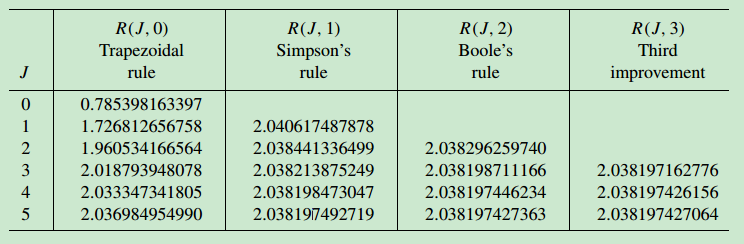 R(J, 0) R(J, 1) R(J, 2) R(J, 3)
Trapezoidal Simpson's Boole's Third
J rule rule rule improvement
0 0.785398163397
1 1.726812656758 2.040617487878
2 1.960534166564 2.038441336499 2.038296259740
3 2.018793948078 2.038213875249 2.038198711166 2.038197162776
4 2.033347341805 2.038198473047 2.038197446234 2.038197426156
5 2.036984954990 2.038197492719 2.038197427363 2.038197427064